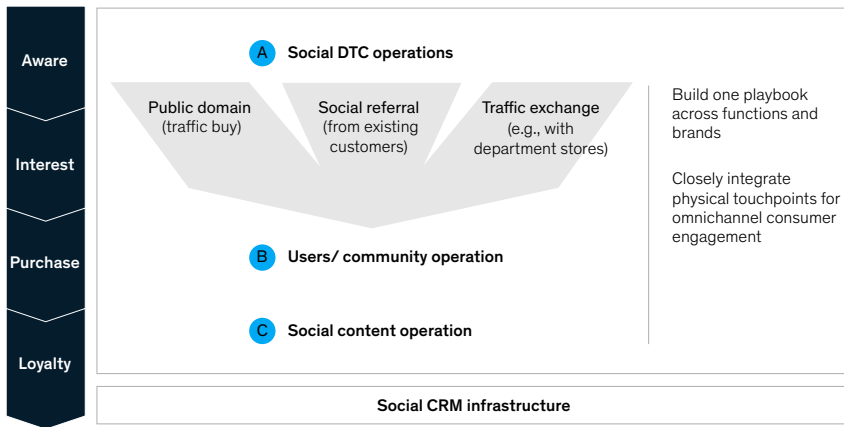 Aware
Interest
Purchase
Loyalty
A Social DTC operations
Public domain
(traffic buy)
Social referral
(from existing
customers)
Traffic exchange
(e.g., with
department stores)
B Users/ community operation
C Social content operation
Build one playbook
across functions and
brands
Closely integrate
physical touchpoints for
omnichannel consumer
engagement
Social CRM infrastructure